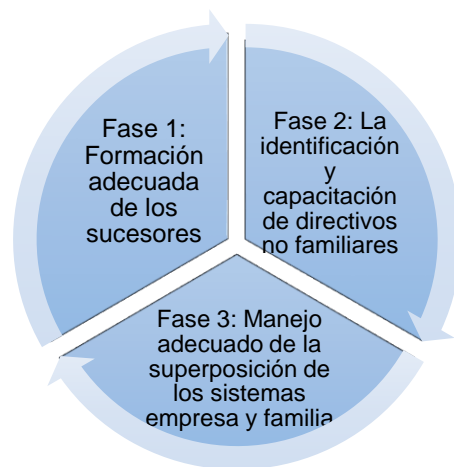 Fase 1:
Formación
adecuada
de los
sucesores
Fase 2: La
identificación
y
capacitación
de directivos
no familiares
Fase 3: Manejo
adecuado de la
superposición de
los sistemas
empresa y familia